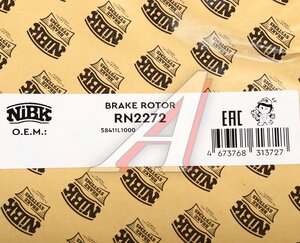 NiBK
BRAKE ROTOR
RN2272
O.E.M.:
58411L1000
EAC
4 673768 313727